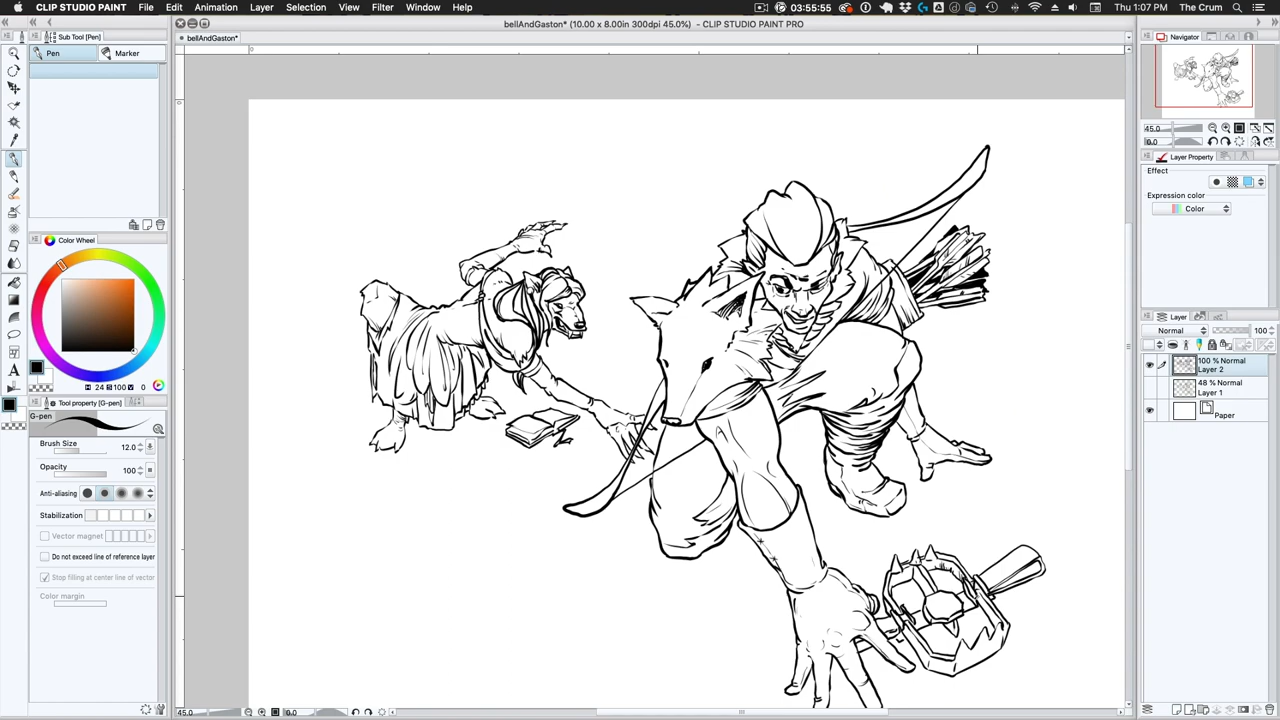 CLIP STUDIO PAINT File Edit Animation Layer Selection View Filter Window Help 03:55:55 Thu 1:07 PM The Crum
bellAndGaston* (10.00 x 8.00in 300dpi 45.0%) - CLIP STUDIO PAINT PRO
Sub Tool [Pen]
bellAndGaston*
Navigator
Pen Marker
0
45.0
0.0
Layer Property
Effect
Expression color
Color
Color Wheel
Layer
Normal 100
100 % Normal
Layer 2
48 % Normal
Layer 1
Paper
H 24 S 100 V 0
Tool property [G-pen]
G-pen
Brush Size 12.0
Opacity 100
Anti-aliasing
Stabilization
Vector magnet
Do not exceed line of reference layer
Stop filling at center line of vector
Color margin
45.0 0.0